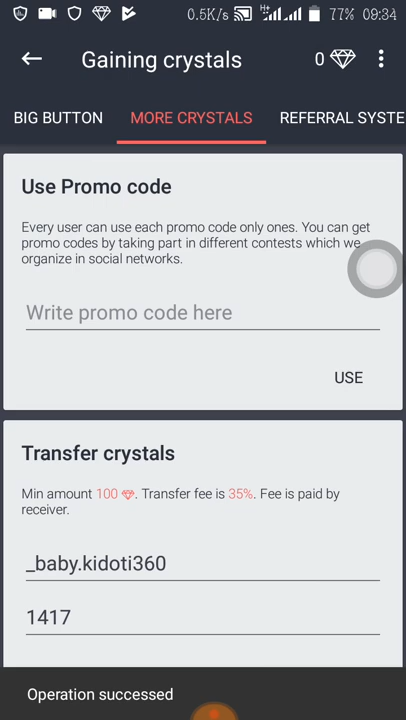 0.5K/s H+ 77% 09:34
Gaining crystals 0
BIG BUTTON MORE CRYSTALS REFERRAL SYSTE
Use Promo code
Every user can use each promo code only ones. You can get
promo codes by taking part in different contests which we
organize in social networks.
Write promo code here
USE
Transfer crystals
Min amount 100 . Transfer fee is 35%. Fee is paid by
receiver.
_baby.kidoti360
1417
Operation successed